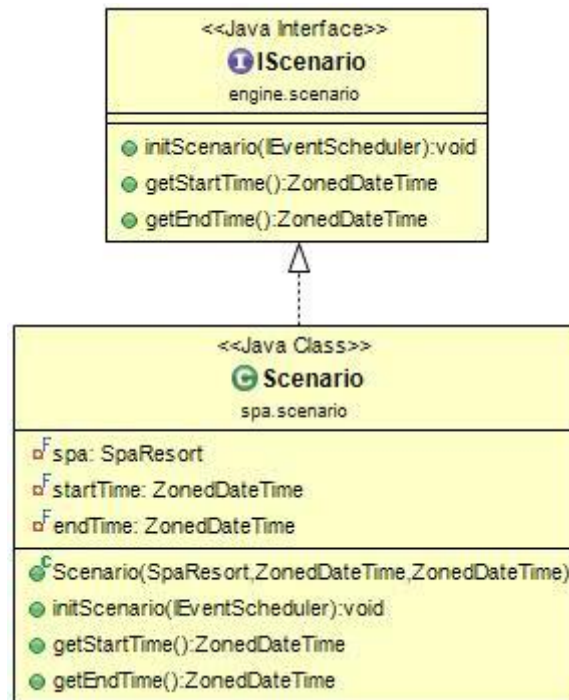 <<Java Interface>>
IScenario
engine.scenario
initScenario(IEventScheduler):void
getStartTime():ZonedDateTime
getEndTime():ZonedDateTime
<<Java Class>>
Scenario
spa.scenario
spa: SpaResort
startTime: ZonedDateTime
endTime: ZonedDateTime
Scenario(SpaResort,ZonedDateTime,ZonedDateTime)
initScenario(IEventScheduler):void
getStartTime():ZonedDateTime
getEndTime():ZonedDateTime